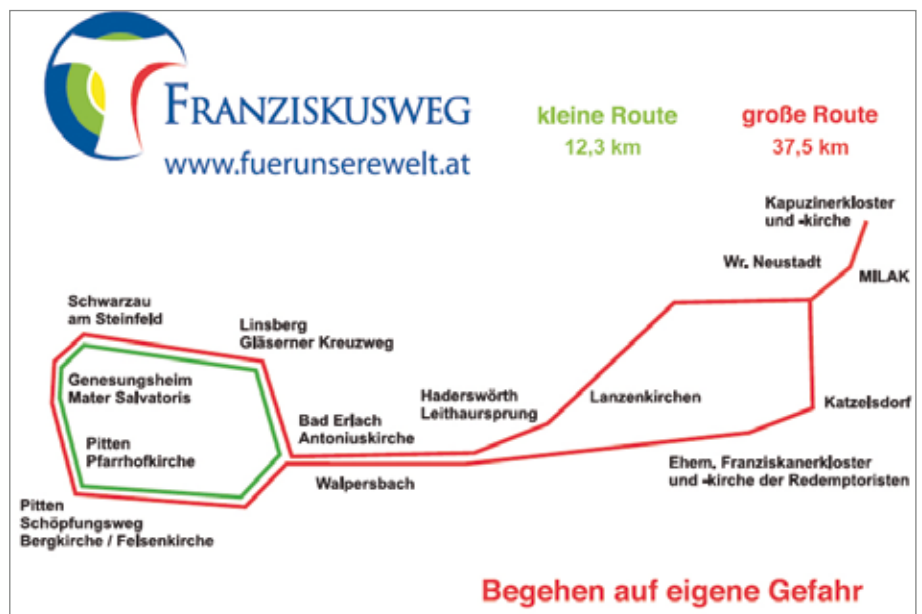 FRANZISKUSWEG
www.fuerunserewelt.at
kleine Route
12,3 km
große Route
37,5 km
Kapuzinerkloster
und -kirche
Wr. Neustadt
MILAK
Schwarzau
am Steinfeld
Linsberg
Gläserner Kreuzweg
Genesungsheim
Mater Salvatoris
Haderswörth
Leithaursprung
Lanzenkirchen
Katzelsdorf
Bad Erlach
Antoniuskirche
Pitten
Pfarrhofkirche
Walpersbach
Ehem. Franziskanerkloster
und -kirche der Redemptoristen
Pitten
Schöpfungsweg
Bergkirche / Felsenkirche
Begehen auf eigene Gefahr